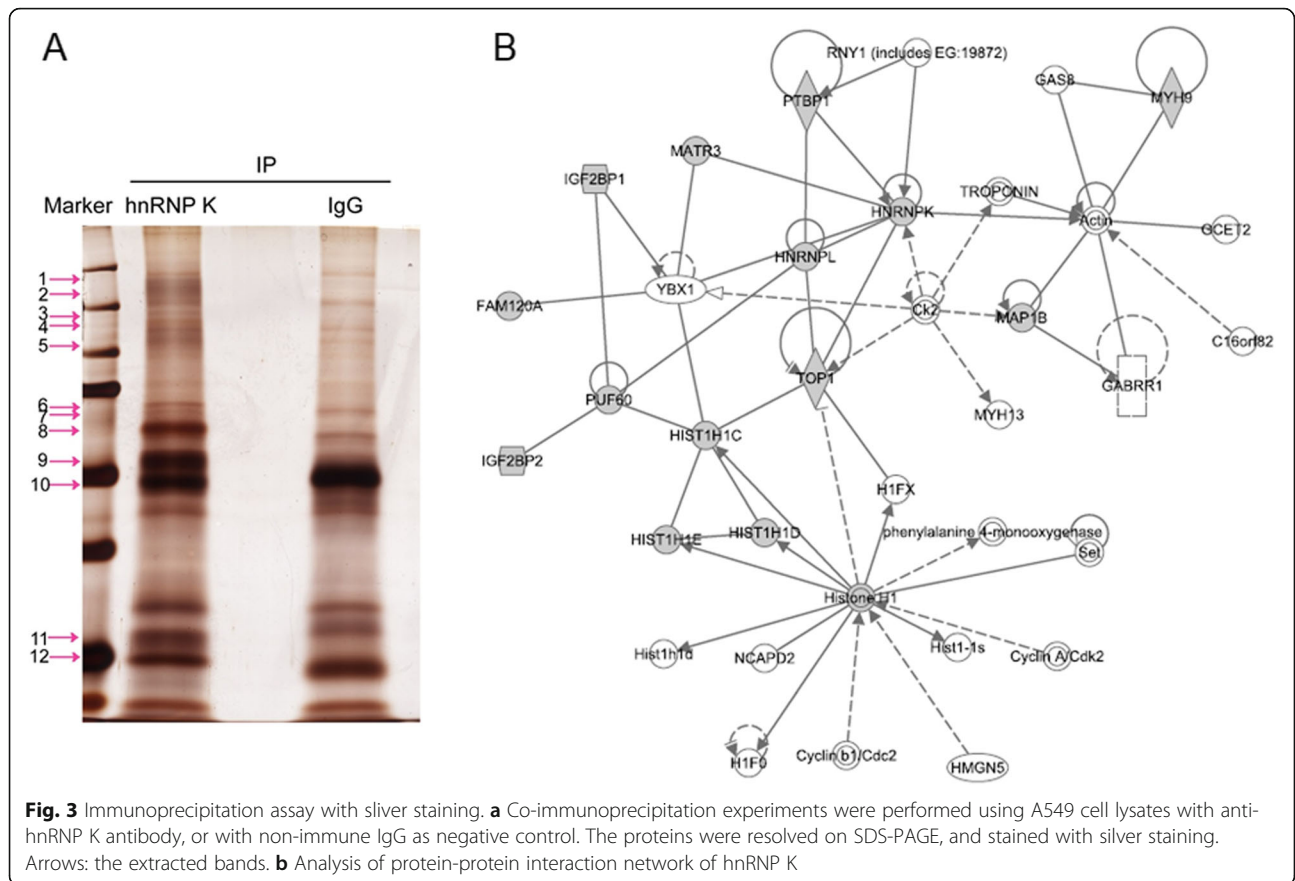 A
IP
Marker hnRNP K IgG
1
2
3
4
5
6
7
8
9
10
11
12
B
RNY1 (includes EG:19872)
PTBP1
GAS8
MYH9
MATR3
IGF2BP1
TROPONIN
HNRNPK
Actin
GCET2
HNRNPL
YBX1
FAM120A
Ck2
MAP1B
C16orf82
TOP1
GABRR1
PUF60
MYH13
HIST1H1C
IGF2BP2
H1FX
HIST1H1E
HIST1H1D
phenylalanine 4-monooxygenase
Set
Histone H1
Hist1h1d
NCAPD2
Hist1-1s
Cyclin A/Cdk2
H1F0
Cyclin b1/Cdc2
HMGN5
Fig. 3 Immunoprecipitation assay with sliver staining. a Co-immunoprecipitation experiments were performed using A549 cell lysates with anti-
hnRNP K antibody, or with non-immune IgG as negative control. The proteins were resolved on SDS-PAGE, and stained with silver staining.
Arrows: the extracted bands. b Analysis of protein-protein interaction network of hnRNP K